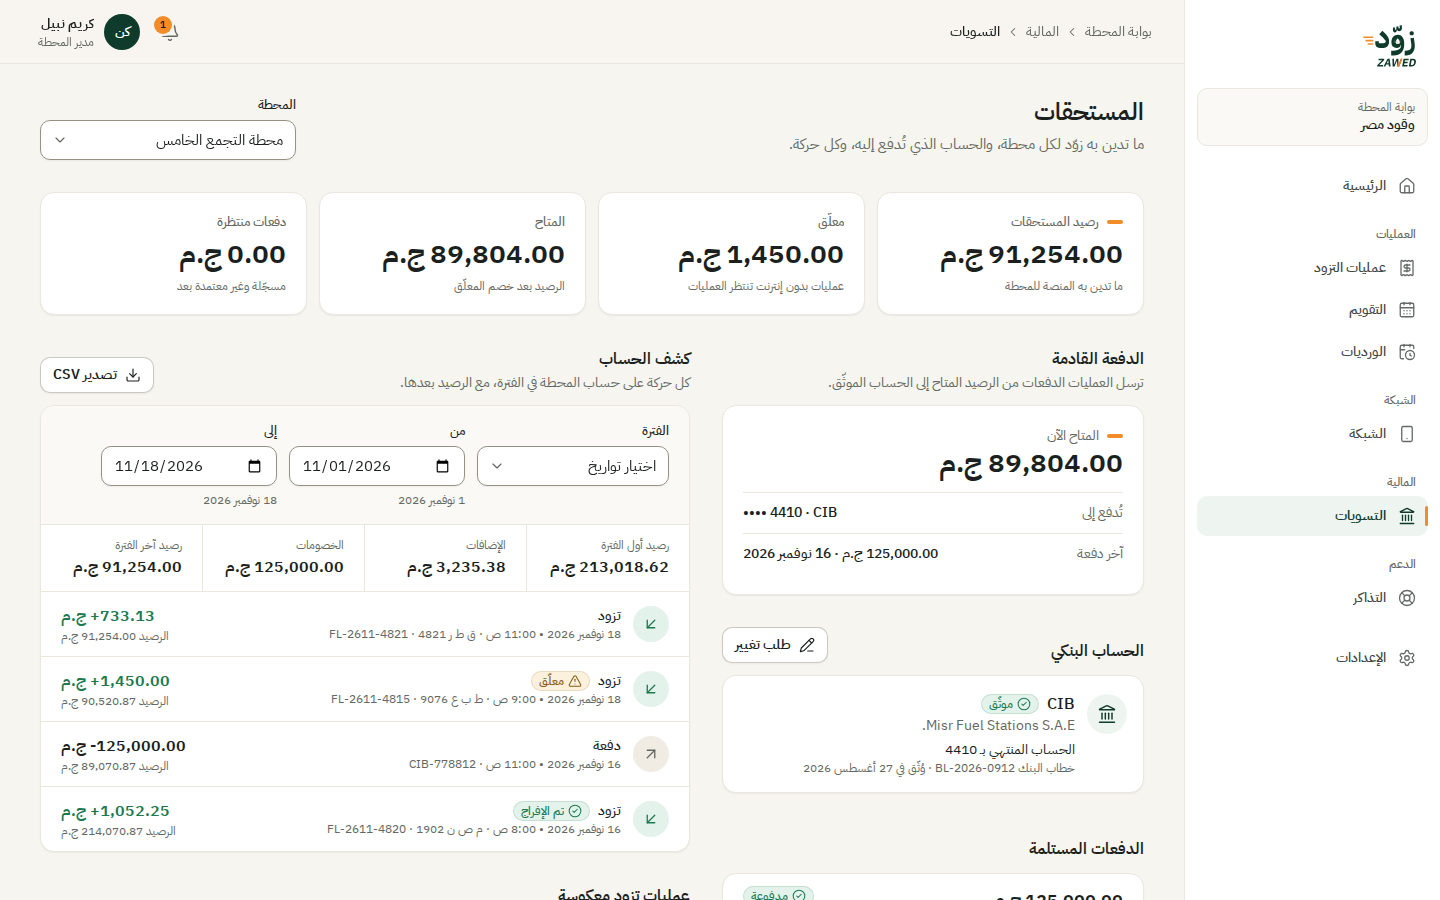 زوّد
ZAWED
بوابة المحطة
وقود مصر
الرئيسية
العمليات
عمليات التزود
التقويم
الورديات
الشبكة
الشبكة
المالية
التسويات
الدعم
التذاكر
الإعدادات
بوابة المحطة
المالية
التسويات
1
كن
كريم نبيل
مدير المحطة
المستحقات
ما تدين به زوّد لكل محطة، والحساب الذي تُدفع إليه، وكل حركة.
المحطة
محطة التجمع الخامس
رصيد المستحقات
91,254.00 ج.م
ما تدين به المنصة للمحطة
معلّق
1,450.00 ج.م
عمليات بدون إنترنت تنتظر العمليات
المتاح
89,804.00 ج.م
الرصيد بعد خصم المعلّق
دفعات منتظرة
0.00 ج.م
مسجّلة وغير معتمدة بعد
الدفعة القادمة
ترسل العمليات الدفعات من الرصيد المتاح إلى الحساب الموثّق.
المتاح الآن
89,804.00 ج.م
تُدفع إلى
•••• 4410 · CIB
آخر دفعة
125,000.00 ج.م · 16 نوفمبر 2026
الحساب البنكي
طلب تغيير
CIB
موثّق
Misr Fuel Stations S.A.E.
الحساب المنتهي بـ 4410
خطاب البنك BL-2026-0912 · وُثّق في 27 أغسطس 2026
الدفعات المستلمة
125,000.00 ج.م
مدفوعة
كشف الحساب
كل حركة على حساب المحطة في الفترة، مع الرصيد بعدها.
تصدير CSV
الفترة
اختيار تواريخ
من
11/01/2026
1 نوفمبر 2026
إلى
11/18/2026
18 نوفمبر 2026
رصيد أول الفترة
213,018.62 ج.م
الإضافات
3,235.38 ج.م
الخصومات
125,000.00 ج.م
رصيد آخر الفترة
91,254.00 ج.م
تزود
18 نوفمبر 2026 • 11:00 ص · ق ط ر 4821 · FL-2611-4821
+733.13 ج.م
الرصيد 91,254.00 ج.م
تزود
معلّق
18 نوفمبر 2026 • 9:00 ص · ط ب ع 9076 · FL-2611-4815
+1,450.00 ج.م
الرصيد 90,520.87 ج.م
دفعة
16 نوفمبر 2026 • 11:00 ص · CIB-778812
-125,000.00 ج.م
الرصيد 89,070.87 ج.م
تزود
تم الإفراج
16 نوفمبر 2026 • 8:00 ص · م ص ن 1902 · FL-2611-4820
+1,052.25 ج.م
الرصيد 214,070.87 ج.م
عمليات تزود معكوسة